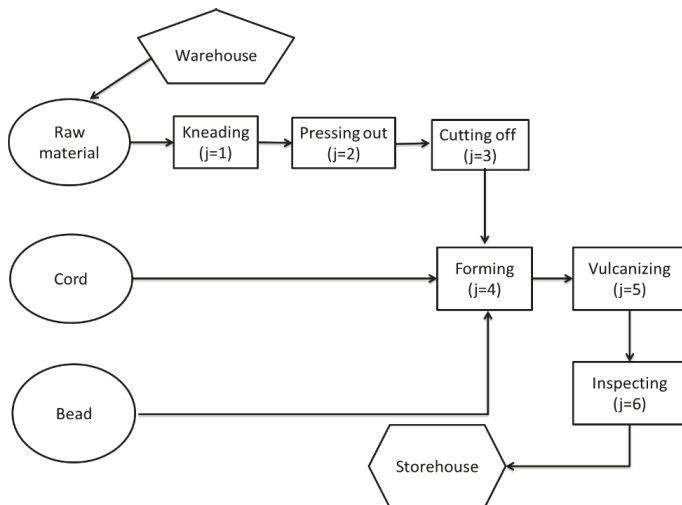 Warehouse
Raw
material
Kneading
(j=1)
Pressing out
(j=2)
Cutting off
(j=3)
Cord
Forming
(j=4)
Vulcanizing
(j=5)
Bead
Inspecting
(j=6)
Storehouse